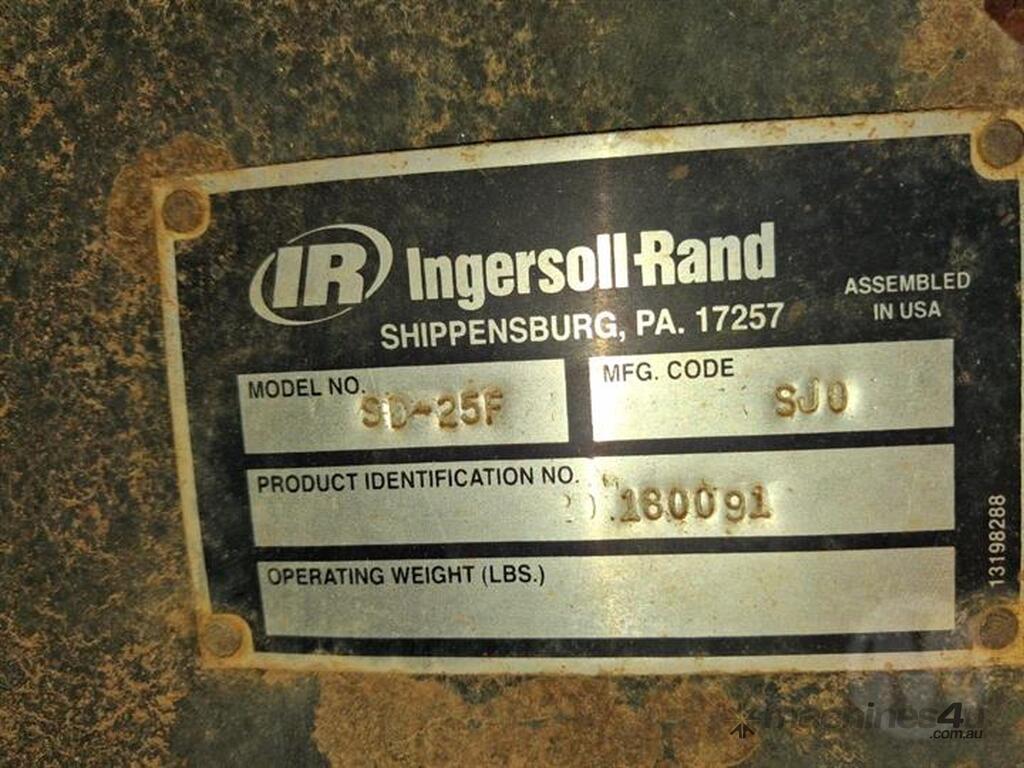 IR Ingersoll-Rand
SHIPPENSBURG, PA. 17257
ASSEMBLED
IN USA
MODEL NO. SD-25F
MFG. CODE SJ0
PRODUCT IDENTIFICATION NO. 160091
OPERATING WEIGHT (LBS.)
13198288
machines4u
.com.au